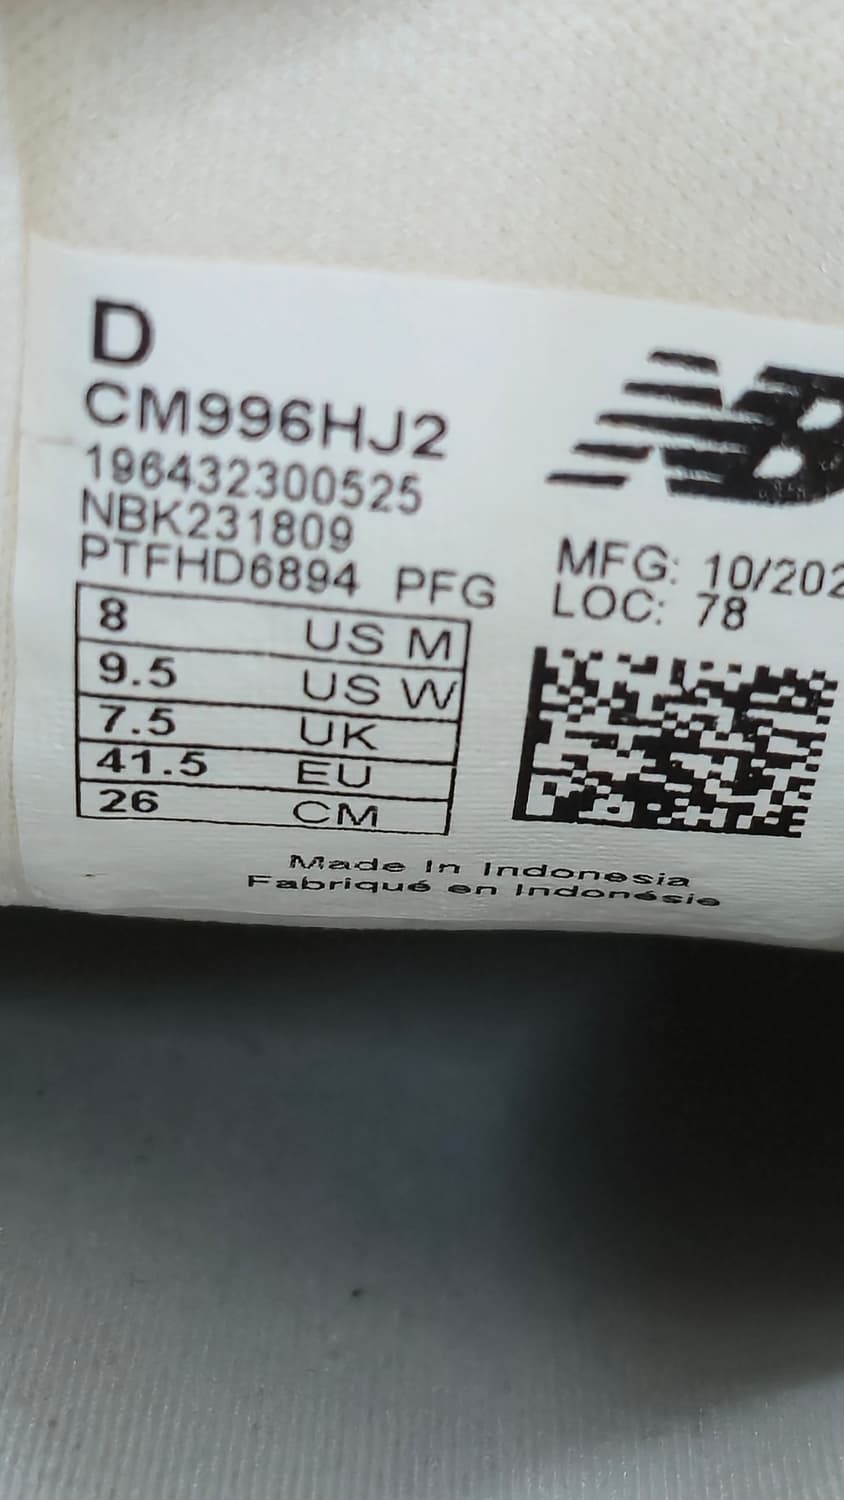 D
CM996HJ2
196432300525
NBK231809
PTFHD6894 PFG
8 US M
9.5 US W
7.5 UK
41.5 EU
26 CM
NB
MFG: 10/202
LOC: 78
Made In Indonesia
Fabriqué en Indonésie